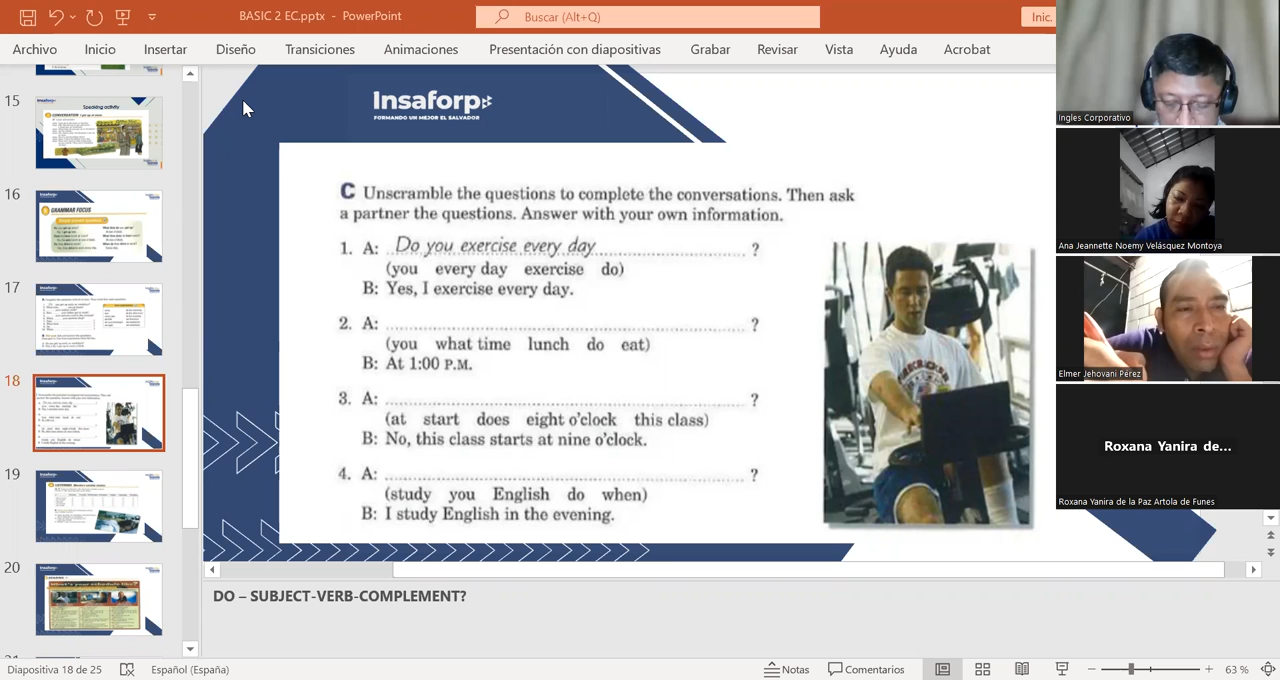 BASIC 2 EC.pptx - PowerPoint
Buscar (Alt+Q)
Inic.
Archivo Inicio Insertar Diseño Transiciones Animaciones Presentación con diapositivas Grabar Revisar Vista Ayuda Acrobat
15
Speaking activity
16
GRAMMAR FOCUS
17
18
19
20
Insaforp
FORMANDO UN MEJOR EL SALVADOR
C Unscramble the questions to complete the conversations. Then ask
a partner the questions. Answer with your own information.
1. A: Do you exercise every day ?
(you every day exercise do)
B: Yes, I exercise every day.
2. A: ?
(you what time lunch do eat)
B: At 1:00 P.M.
3. A: ?
(at start does eight o'clock this class)
B: No, this class starts at nine o'clock.
4. A: ?
(study you English do when)
B: I study English in the evening.
Ingles Corporativo
Ana Jeannette Noemy Velásquez Montoya
Elmer Jehovani Pérez
Roxana Yanira de...
Roxana Yanira de la Paz Artola de Funes
DO – SUBJECT-VERB-COMPLEMENT?
Diapositiva 18 de 25
Español (España)
Notas
Comentarios
63 %